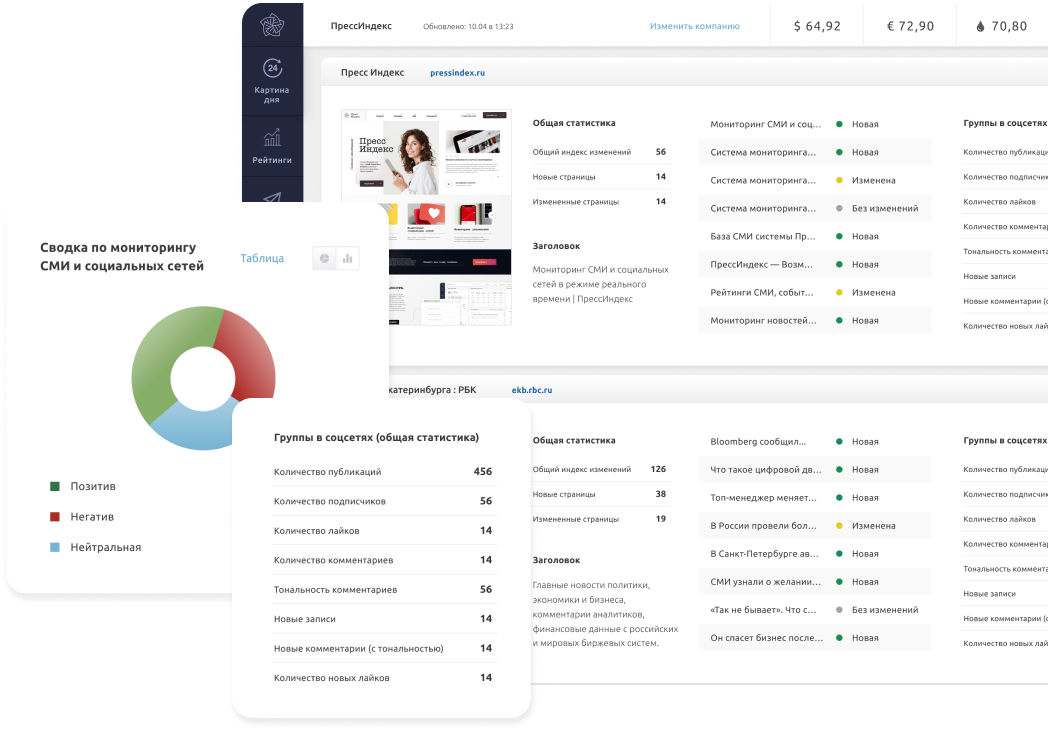 ПрессИндекс
Обновлено: 10.04 в 13:23
Изменить компанию
$ 64,92
€ 72,90
70,80
24
Картина
дня
Рейтинги
Пресс Индекс
pressindex.ru
Пресс
Индекс
Общая статистика
Общий индекс изменений 56
Новые страницы 14
Измененные страницы 14
Заголовок
Мониторинг СМИ и социальных
сетей в режиме реального
времени | ПрессИндекс
Мониторинг СМИ и соц... Новая
Система мониторинга... Новая
Система мониторинга... Изменена
Система мониторинга... Без изменений
База СМИ системы Пр... Новая
ПрессИндекс — Возм... Новая
Рейтинги СМИ, событ... Изменена
Мониторинг новостей... Новая
Группы в соцсетях
Количество публикаци
Количество подписчик
Количество лайков
Количество комментар
Тональность коммента
Новые записи
Новые комментарии (с
Количество новых лай
Сводка по мониторингу
СМИ и социальных сетей
Таблица
Позитив
Негатив
Нейтральная
катеринбурга : РБК
ekb.rbc.ru
Общая статистика
Общий индекс изменений 126
Новые страницы 38
Измененные страницы 19
Заголовок
Главные новости политики,
экономики и бизнеса,
комментарии аналитиков,
финансовые данные с российских
и мировых биржевых систем.
Bloomberg сообщил... Новая
Что такое цифровой дв... Новая
Топ-менеджер меняет... Новая
В России провели бол... Изменена
В Санкт-Петербурге ав... Новая
СМИ узнали о желании... Новая
«Так не бывает». Что с... Без изменений
Он спасет бизнес после... Новая
Группы в соцсетях
Количество публикаци
Количество подписчик
Количество лайков
Количество комментар
Тональность коммента
Новые записи
Новые комментарии (с
Количество новых лай
Группы в соцсетях (общая статистика)
Количество публикаций 456
Количество подписчиков 56
Количество лайков 14
Количество комментариев 14
Тональность комментариев 56
Новые записи 14
Новые комментарии (с тональностью) 14
Количество новых лайков 14